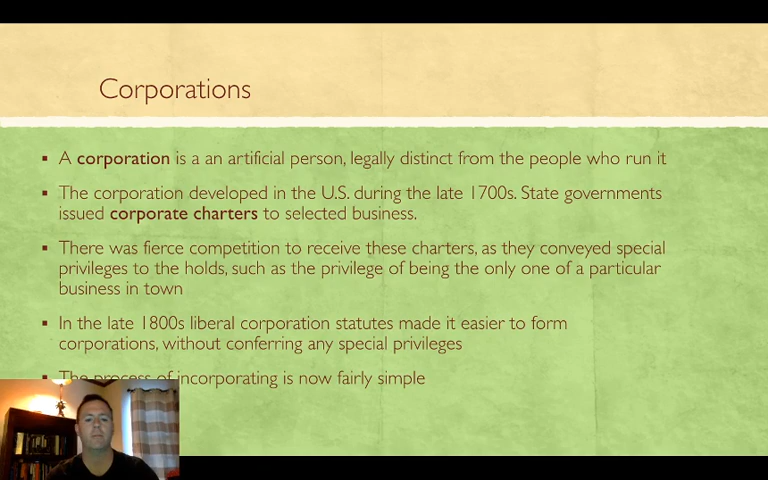 Corporations
▪ A corporation is a an artificial person, legally distinct from the people who run it
▪ The corporation developed in the U.S. during the late 1700s. State governments
issued corporate charters to selected business.
▪ There was fierce competition to receive these charters, as they conveyed special
privileges to the holds, such as the privilege of being the only one of a particular
business in town
▪ In the late 1800s liberal corporation statutes made it easier to form
corporations, without conferring any special privileges
▪ The process of incorporating is now fairly simple